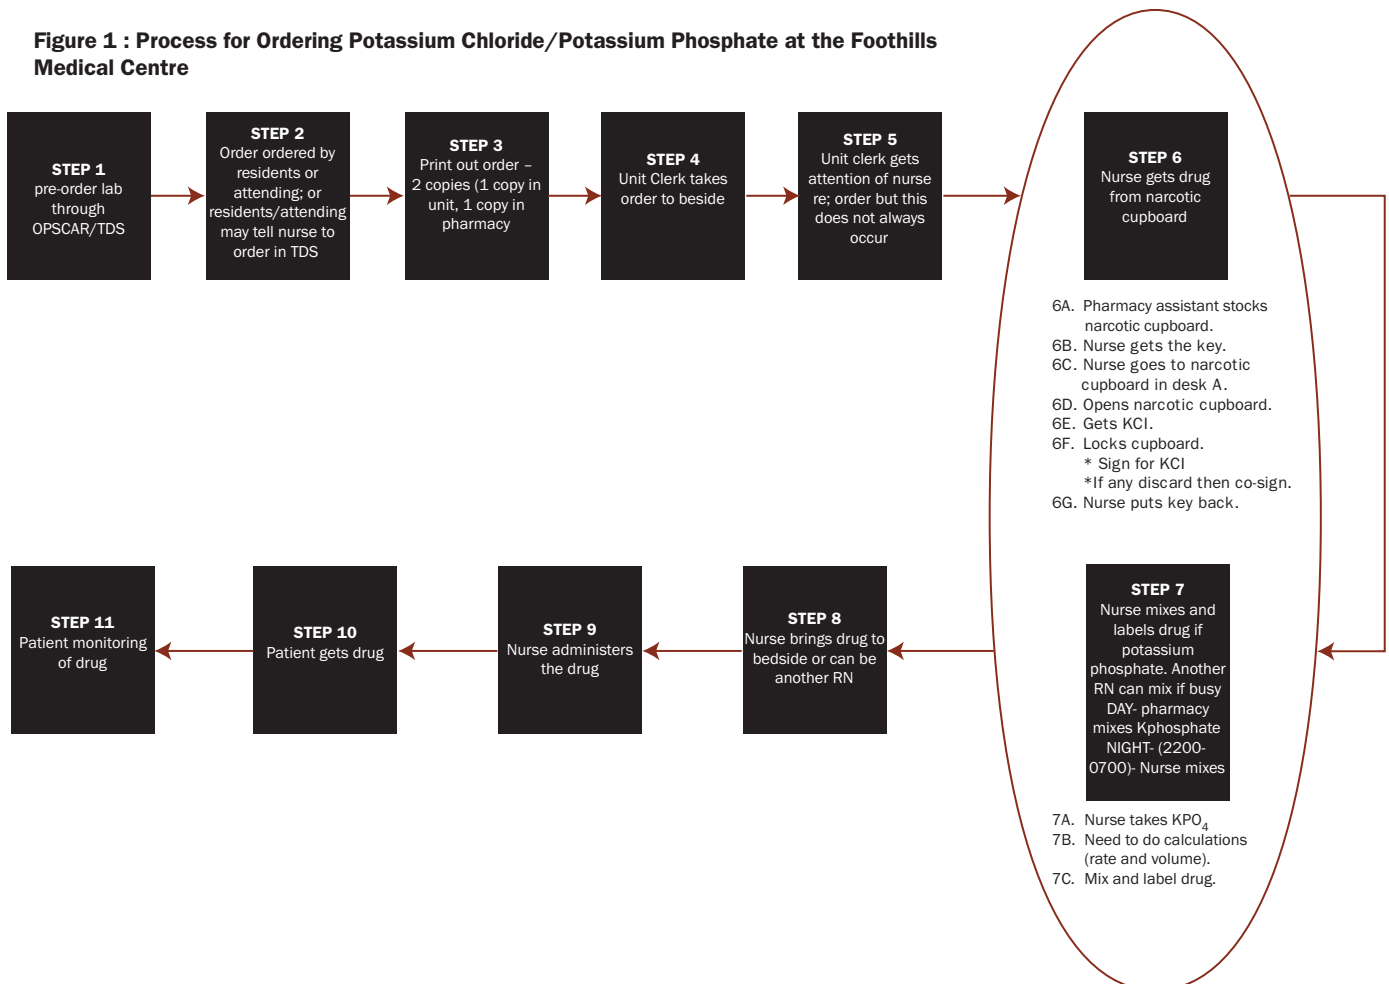 Figure 1 : Process for Ordering Potassium Chloride/Potassium Phosphate at the Foothills
Medical Centre
STEP 1
pre-order lab
through
OPSCAR/TDS
STEP 2
Order ordered by
residents or
attending; or
residents/attending
may tell nurse to
order in TDS
STEP 3
Print out order –
2 copies (1 copy in
unit, 1 copy in
pharmacy
STEP 4
Unit Clerk takes
order to beside
STEP 5
Unit clerk gets
attention of nurse
re; order but this
does not always
occur
STEP 6
Nurse gets drug
from narcotic
cupboard
6A. Pharmacy assistant stocks
narcotic cupboard.
6B. Nurse gets the key.
6C. Nurse goes to narcotic
cupboard in desk A.
6D. Opens narcotic cupboard.
6E. Gets KCI.
6F. Locks cupboard.
* Sign for KCI
*If any discard then co-sign.
6G. Nurse puts key back.
STEP 7
Nurse mixes and
labels drug if
potassium
phosphate. Another
RN can mix if busy
DAY- pharmacy
mixes Kphosphate
NIGHT- (2200-
0700)- Nurse mixes
7A. Nurse takes KPO₄
7B. Need to do calculations
(rate and volume).
7C. Mix and label drug.
STEP 8
Nurse brings drug to
bedside or can be
another RN
STEP 9
Nurse administers
the drug
STEP 10
Patient gets drug
STEP 11
Patient monitoring
of drug